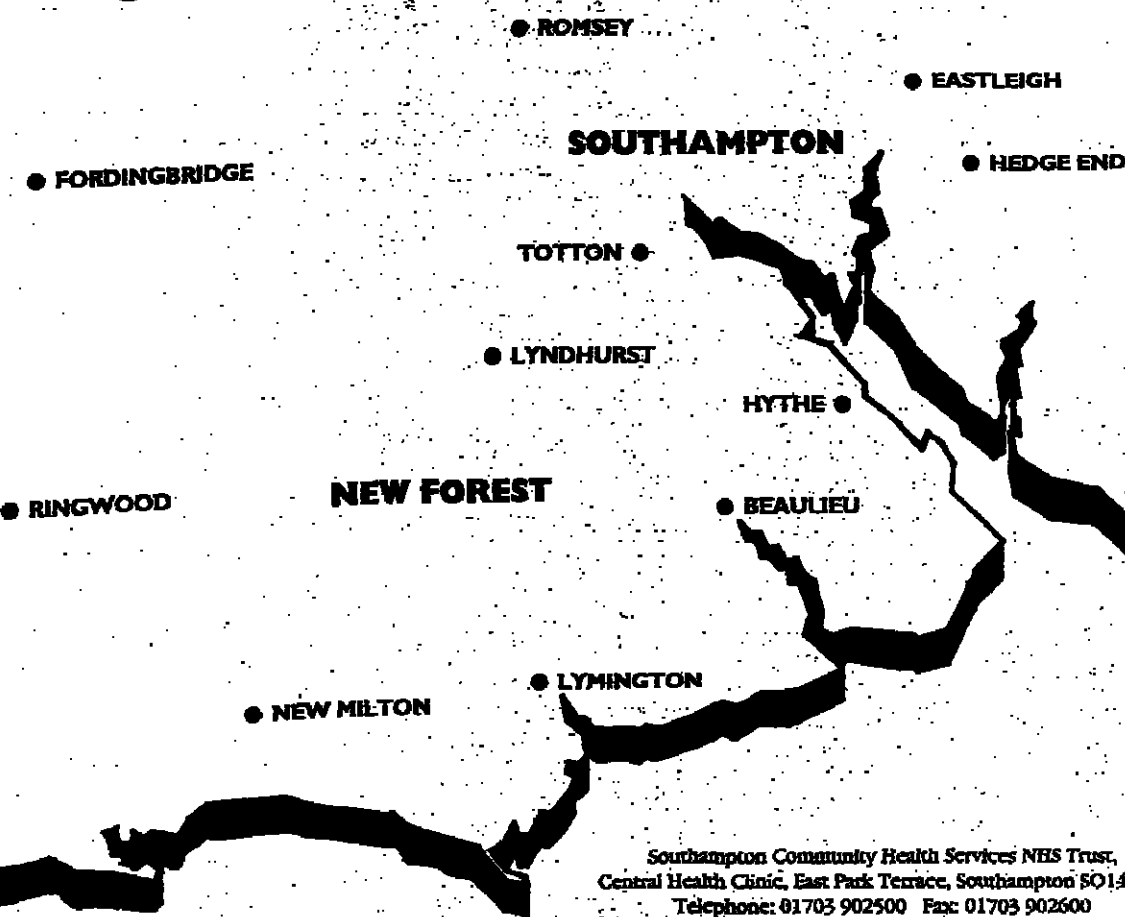 ROMSEY
EASTLEIGH
SOUTHAMPTON
HEDGE END
FORDINGBRIDGE
TOTTON
LYNDHURST
HYTHE
NEW FOREST
RINGWOOD
BEAULIEU
LYMINGTON
NEW MILTON
Southampton Community Health Services NHS Trust,
Central Health Clinic, East Park Terrace, Southampton SO14
Telephone: 01703 902500 Fax: 01703 902600